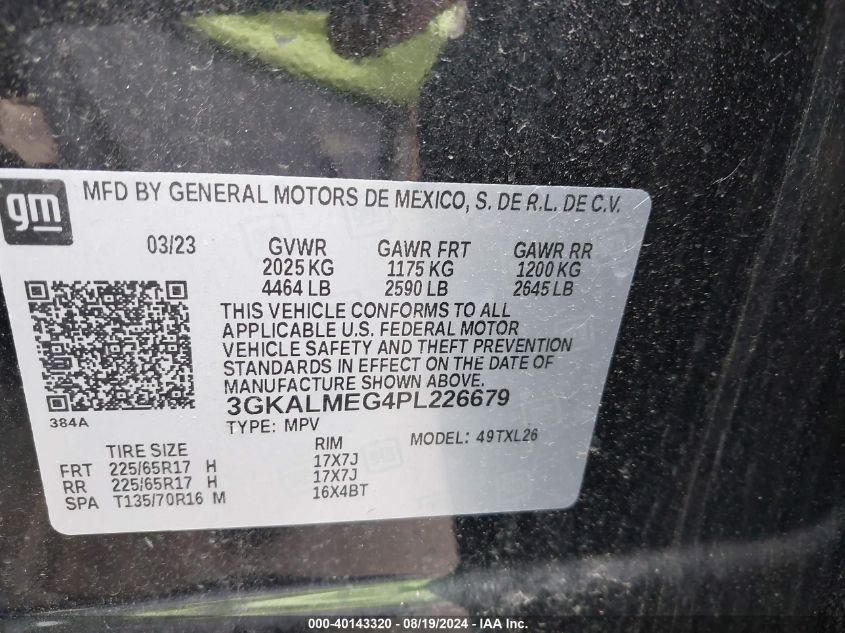 gm
MFD BY GENERAL MOTORS DE MEXICO, S. DE R.L. DE C.V.
03/23 GVWR GAWR FRT GAWR RR
2025 KG 1175 KG 1200 KG
4464 LB 2590 LB 2645 LB
THIS VEHICLE CONFORMS TO ALL
APPLICABLE U.S. FEDERAL MOTOR
VEHICLE SAFETY AND THEFT PREVENTION
STANDARDS IN EFFECT ON THE DATE OF
MANUFACTURE SHOWN ABOVE.
3GKALMEG4PL226679
384A
TYPE: MPV MODEL: 49TXL26
TIRE SIZE RIM
FRT 225/65R17 H 17X7J
RR 225/65R17 H 17X7J
SPA T135/70R16 M 16X4BT
000-40143320 - 08/19/2024 - IAA Inc.